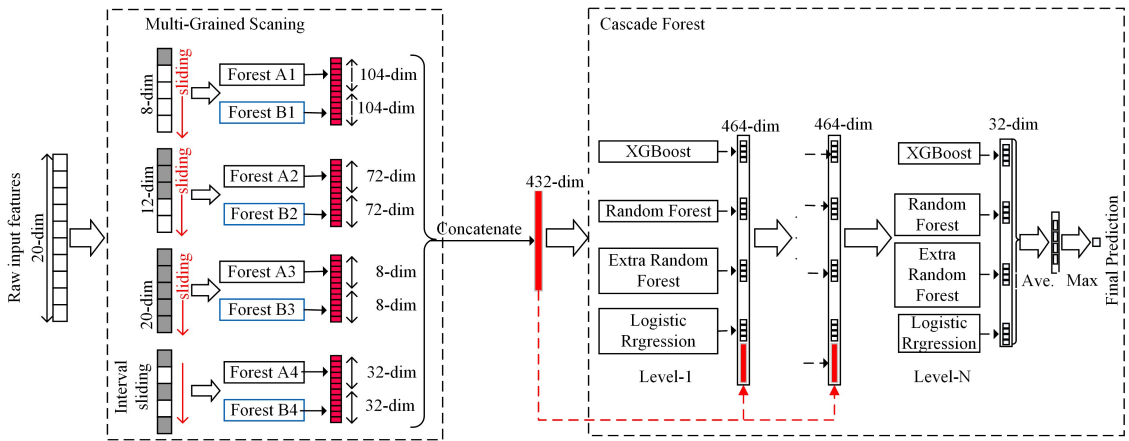 Raw input features
20-dim
Multi-Grained Scaning
8-dim
sliding
Forest A1
Forest B1
104-dim
104-dim
12-dim
sliding
Forest A2
Forest B2
72-dim
72-dim
20-dim
sliding
Forest A3
Forest B3
8-dim
8-dim
Interval
sliding
Forest A4
Forest B4
32-dim
32-dim
Concatenate
432-dim
Cascade Forest
464-dim
XGBoost
Random Forest
Extra Random
Forest
Logistic
Rrgression
Level-1
464-dim
32-dim
XGBoost
Random
Forest
Extra
Random
Forest
Logistic
Rrgression
Level-N
Ave.
Max
Final Prediction